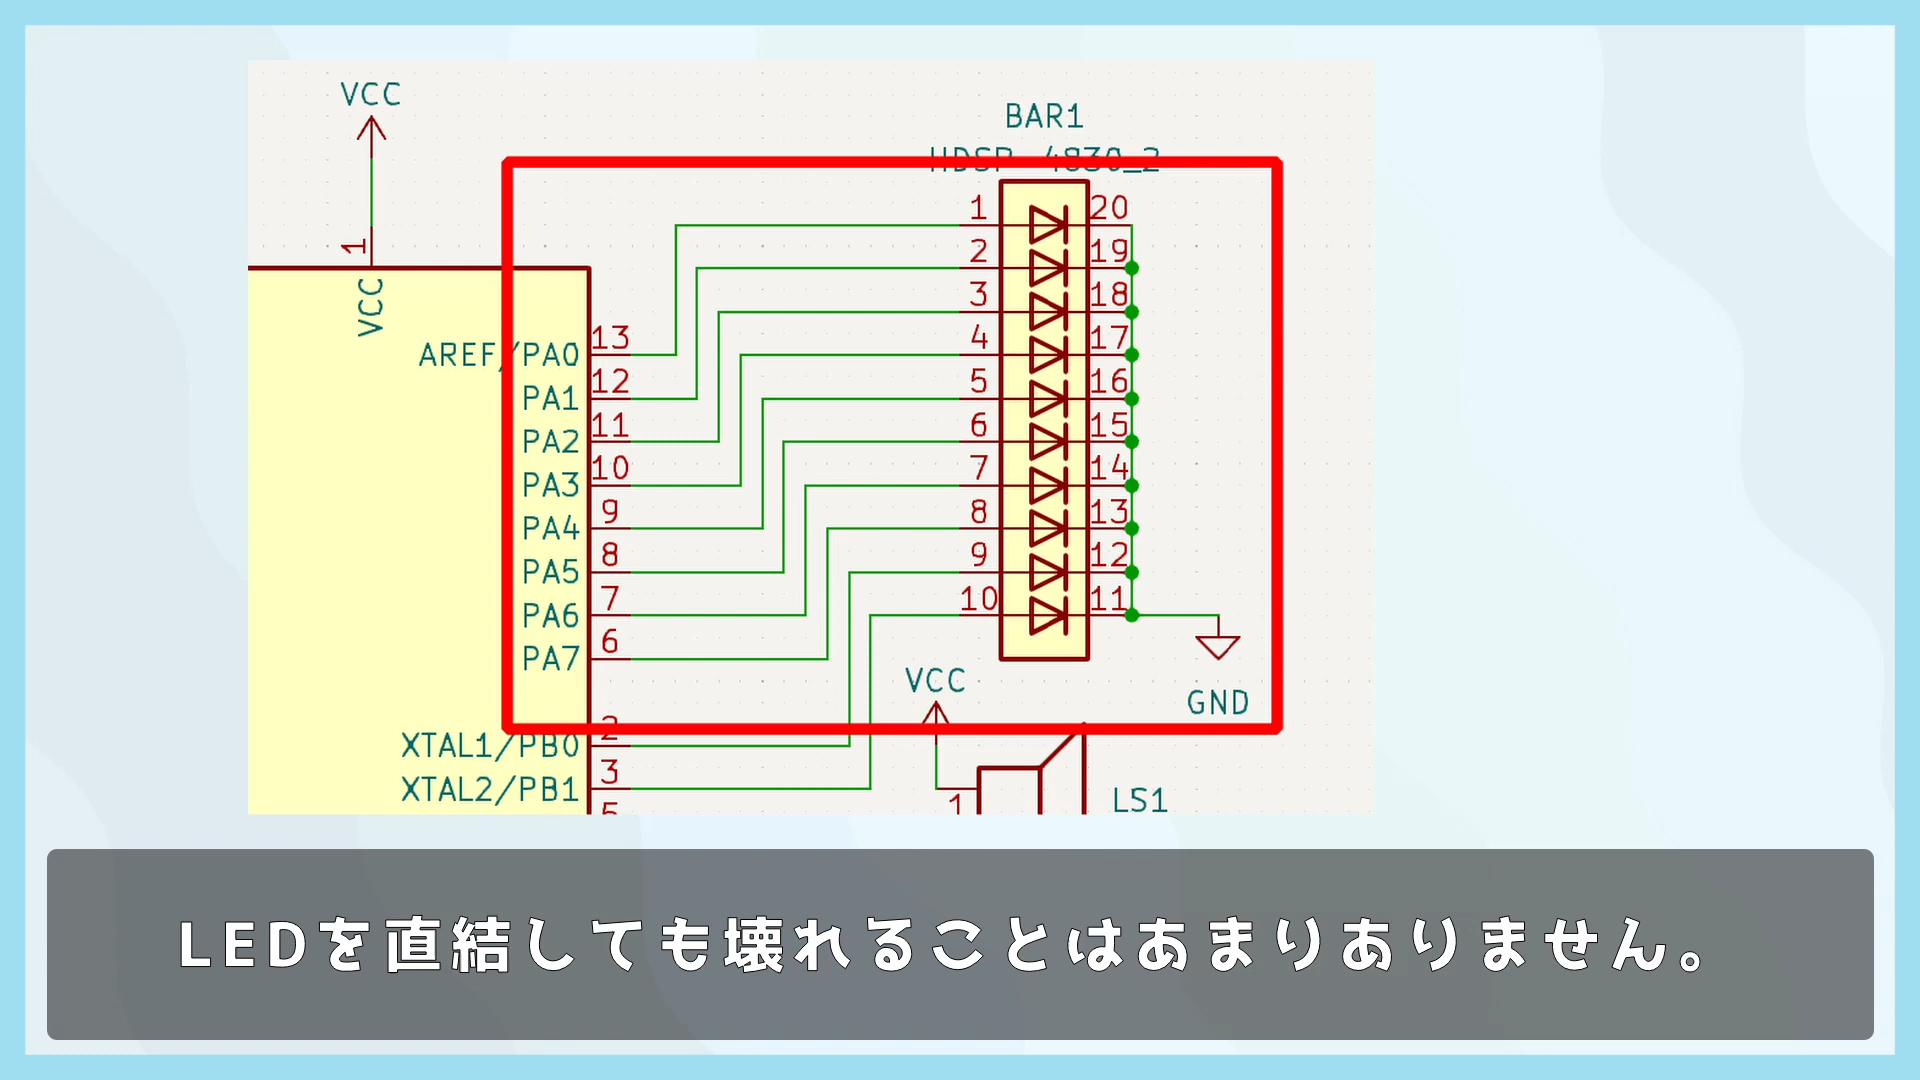 VCC
BAR1
HDSP-4830_2
1
VCC
1 20
2 19
3 18
4 17
5 16
6 15
7 14
8 13
9 12
10 11
AREF/PA0 13
PA1 12
PA2 11
PA3 10
PA4 9
PA5 8
PA6 7
PA7 6
VCC
GND
XTAL1/PB0 2
XTAL2/PB1 3
5
1
LS1
LEDを直結しても壊れることはあまりありません。